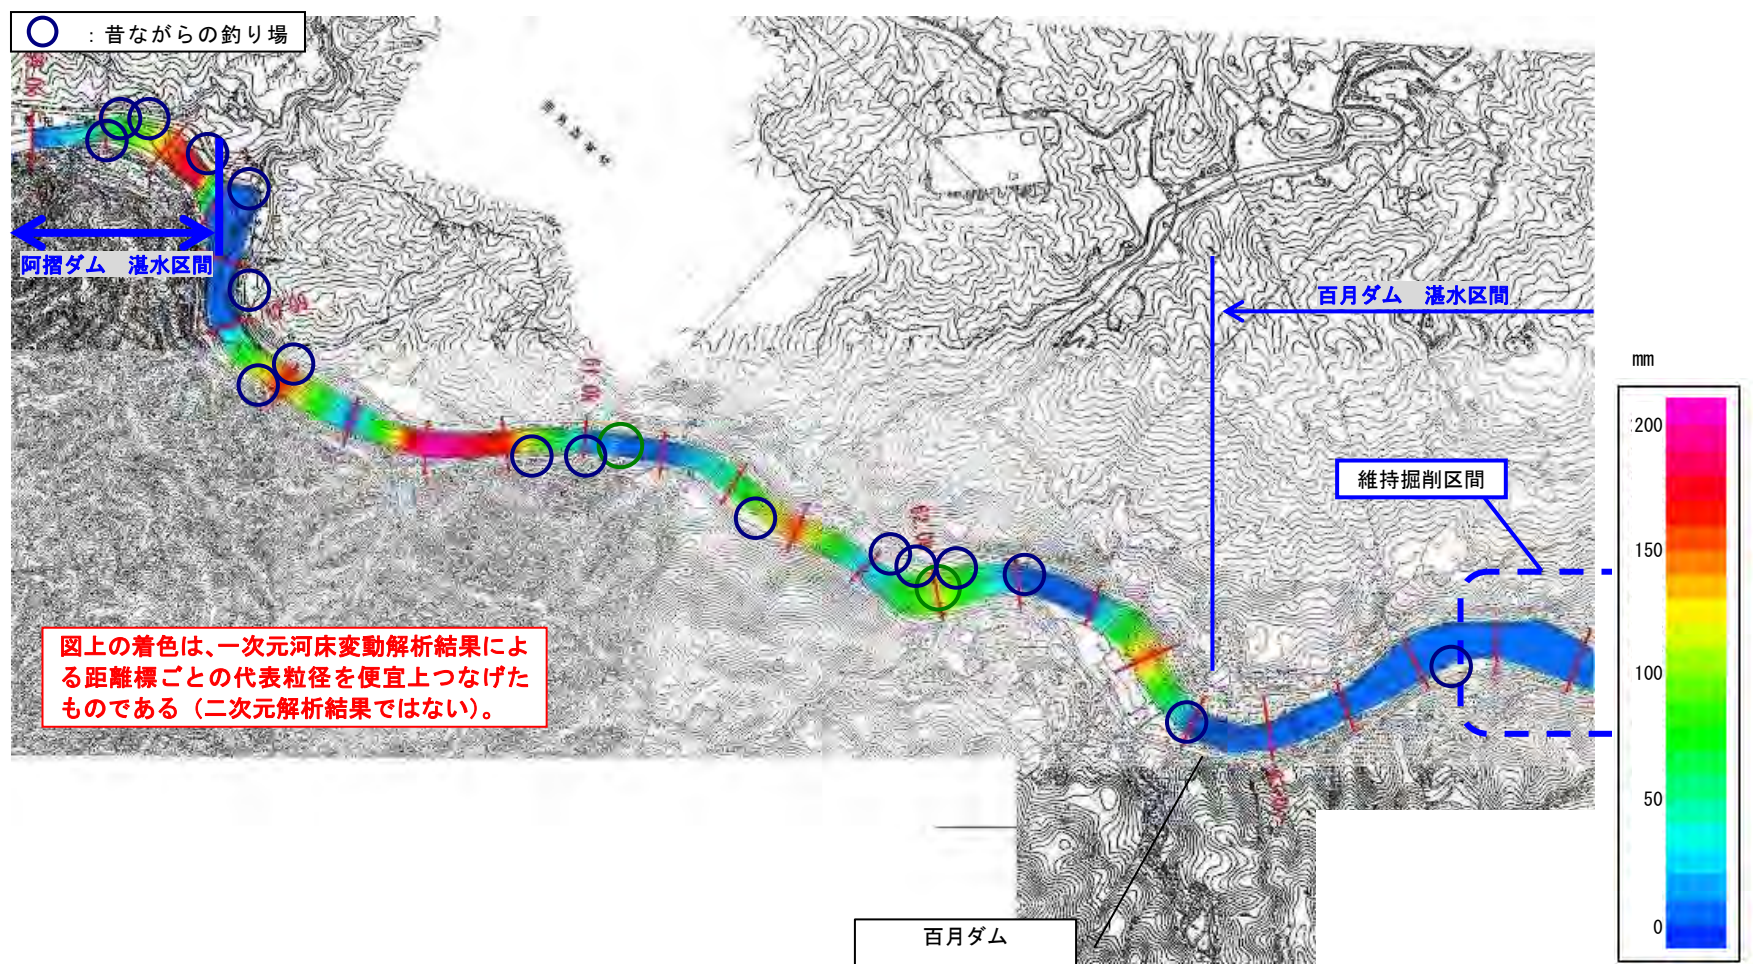 ：昔ながらの釣り場
阿摺ダム　湛水区間
百月ダム　湛水区間
mm
200
150
100
50
0
維持掘削区間
図上の着色は、一次元河床変動解析結果によ
る距離標ごとの代表粒径を便宜上つなげた
ものである（二次元解析結果ではない）。
百月ダム